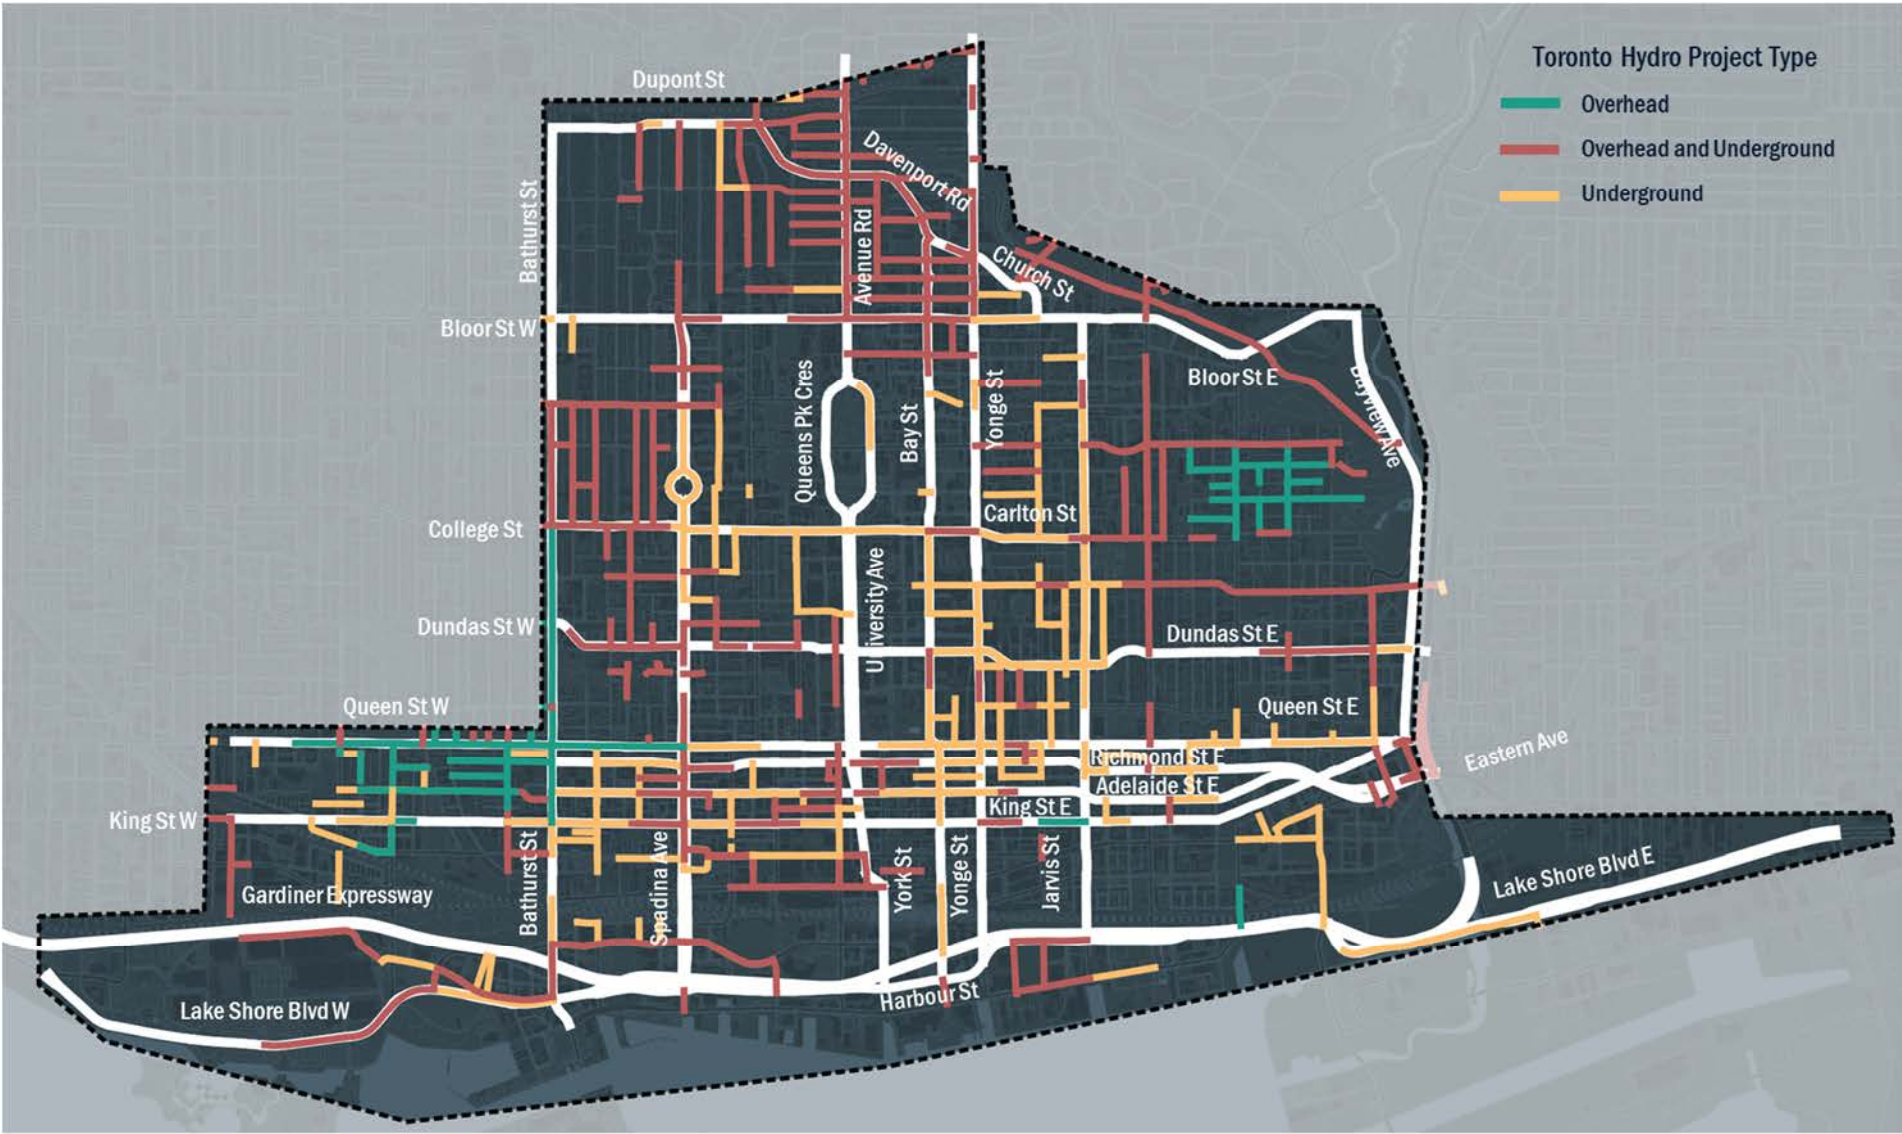 Toronto Hydro Project Type
Overhead
Overhead and Underground
Underground
Dupont St
Davenport Rd
Bathurst St
Avenue Rd
Church St
Bloor St W
Bloor St E
Bayview Ave
Queens Pk Cres
Bay St
Yonge St
College St
Carlton St
University Ave
Dundas St W
Dundas St E
Queen St W
Queen St E
Eastern Ave
Richmond St E
Adelaide St E
King St W
King St E
Bathurst St
Spadina Ave
York St
Yonge St
Jarvis St
Gardiner Expressway
Lake Shore Blvd E
Lake Shore Blvd W
Harbour St